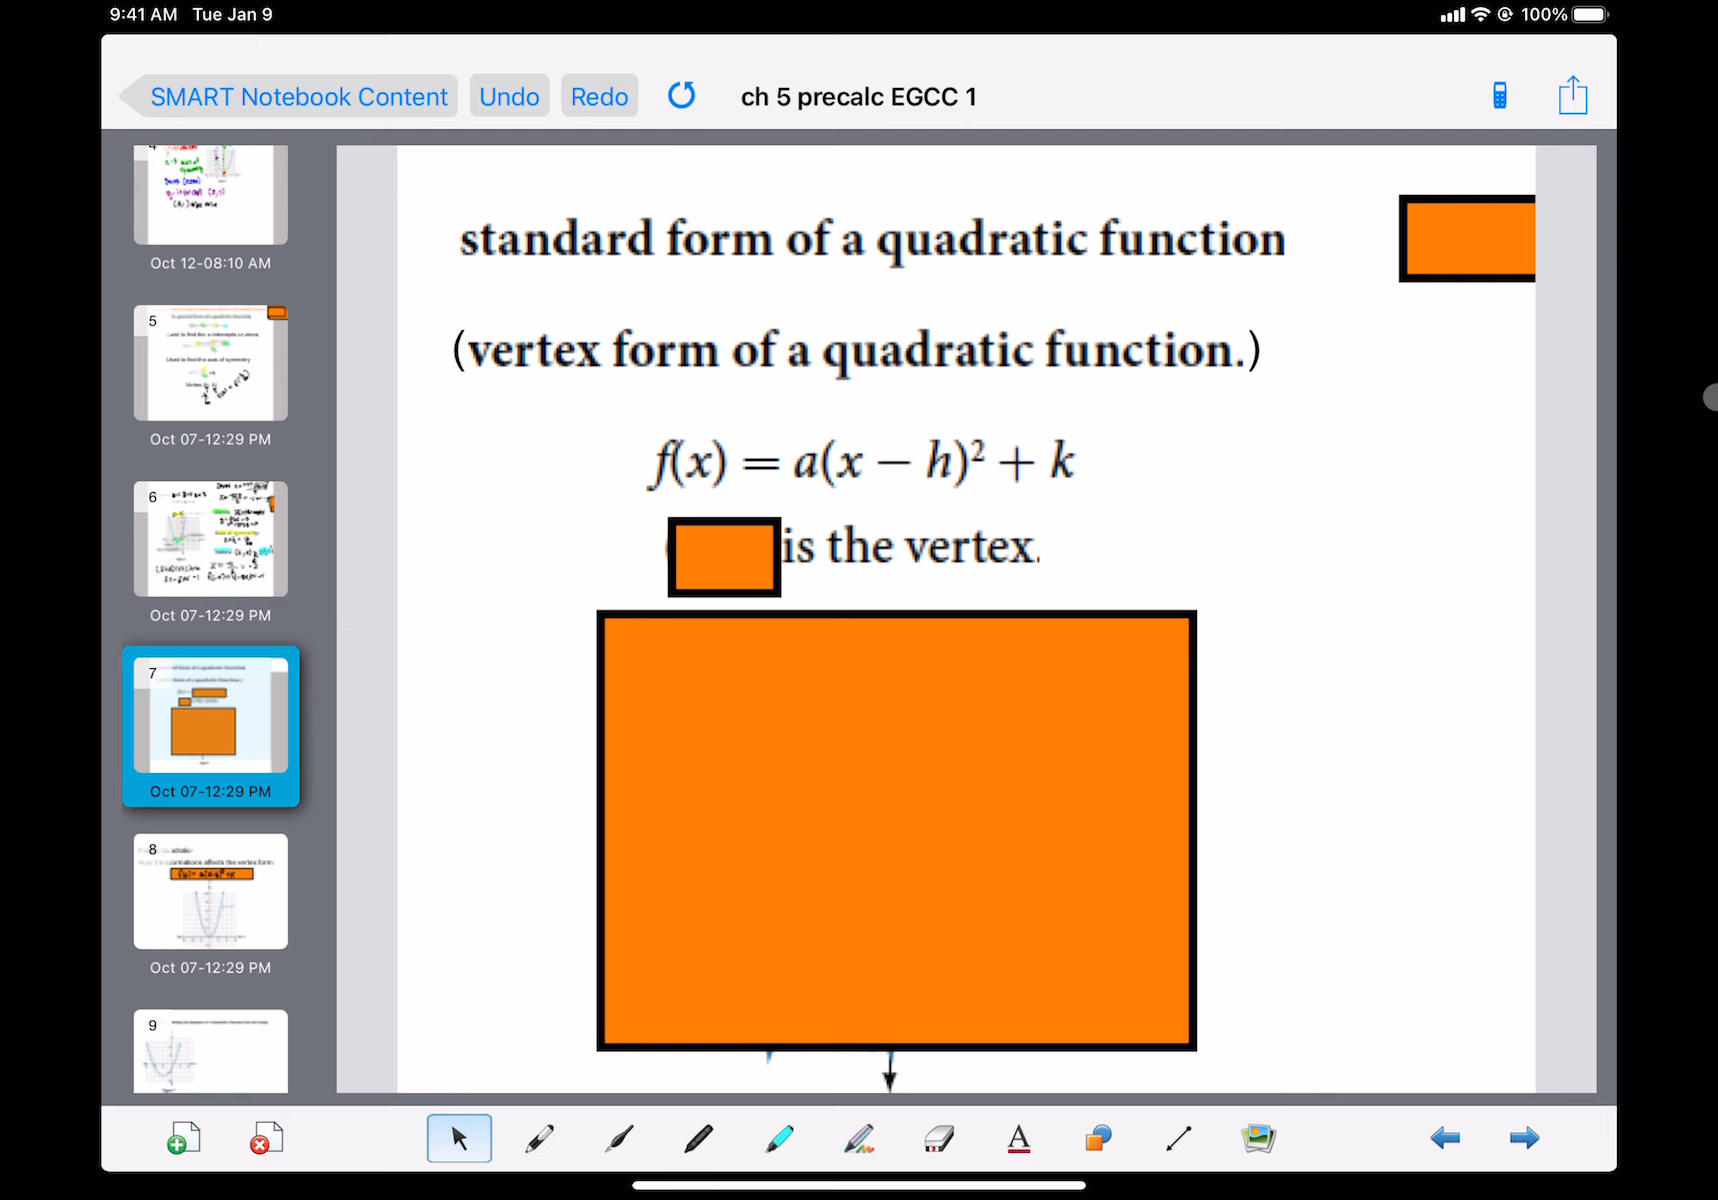 9:41 AM Tue Jan 9
100%
SMART Notebook Content
Undo
Redo
ch 5 precalc EGCC 1
Oct 12-08:10 AM
5
Oct 07-12:29 PM
6
Oct 07-12:29 PM
7
Oct 07-12:29 PM
8
Oct 07-12:29 PM
9
standard form of a quadratic function
(vertex form of a quadratic function.)
f(x) = a(x − h)² + k
is the vertex.
A